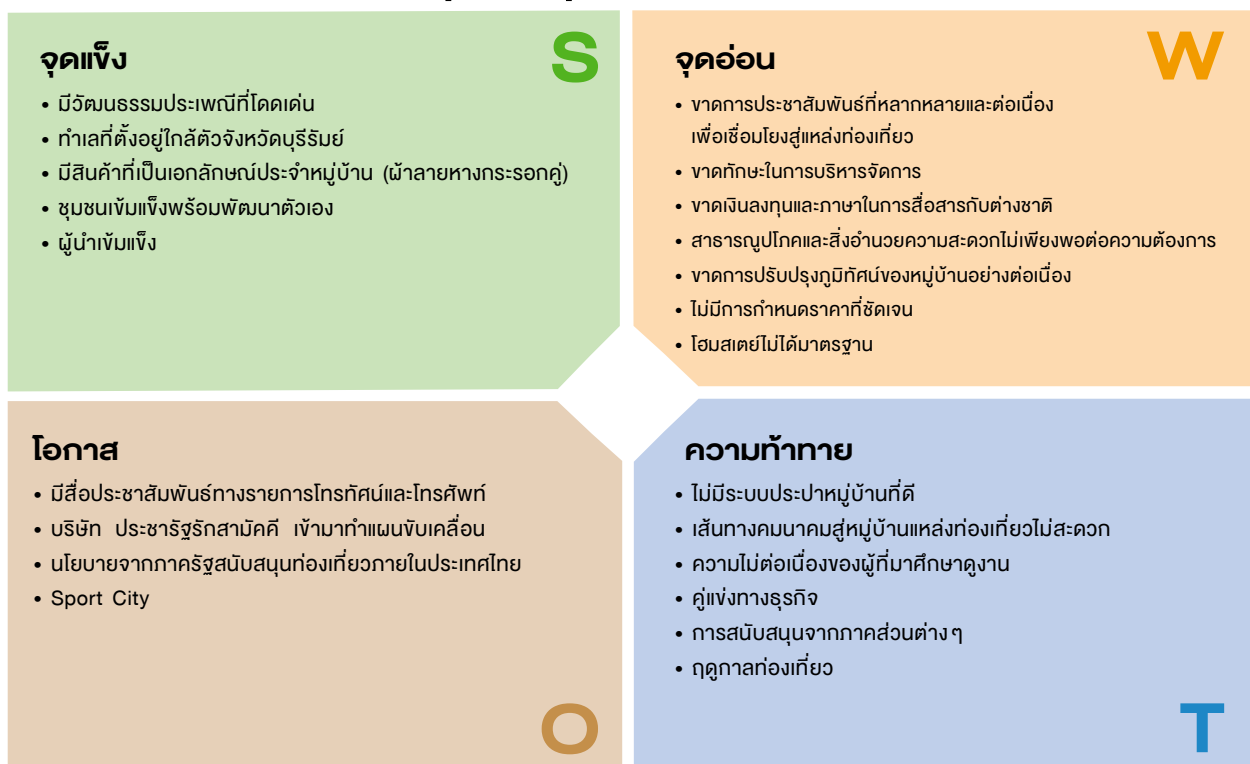 จุดแข็ง
S
• มีวัฒนธรรมประเพณีที่โดดเด่น
• ทำเลที่ตั้งอยู่ใกล้ตัวจังหวัดบุรีรัมย์
• มีสินค้าที่เป็นเอกลักษณ์ประจำหมู่บ้าน (ผ้าลายหางกระรอกคู่)
• ชุมชนเข้มแข็งพร้อมพัฒนาตัวเอง
• ผู้นำเข้มแข็ง
จุดอ่อน
W
• ขาดการประชาสัมพันธ์ที่หลากหลายและต่อเนื่อง
เพื่อเชื่อมโยงสู่แหล่งท่องเที่ยว
• ขาดทักษะในการบริหารจัดการ
• ขาดเงินลงทุนและภาษาในการสื่อสารกับต่างชาติ
• สาธารณูปโภคและสิ่งอำนวยความสะดวกไม่เพียงพอต่อความต้องการ
• ขาดการปรับปรุงภูมิทัศน์ของหมู่บ้านอย่างต่อเนื่อง
• ไม่มีการกำหนดราคาที่ชัดเจน
• โฮมสเตย์ไม่ได้มาตรฐาน
โอกาส
• มีสื่อประชาสัมพันธ์ทางรายการโทรทัศน์และโทรศัพท์
• บริษัท ประชารัฐรักสามัคคี เข้ามาทำแผนขับเคลื่อน
• นโยบายจากภาครัฐสนับสนุนท่องเที่ยวภายในประเทศไทย
• Sport City
O
ความท้าทาย
• ไม่มีระบบประปาหมู่บ้านที่ดี
• เส้นทางคมนาคมสู่หมู่บ้านแหล่งท่องเที่ยวไม่สะดวก
• ความไม่ต่อเนื่องของผู้ที่มาศึกษาดูงาน
• คู่แข่งทางธุรกิจ
• การสนับสนุนจากภาคส่วนต่าง ๆ
• ฤดูกาลท่องเที่ยว
T